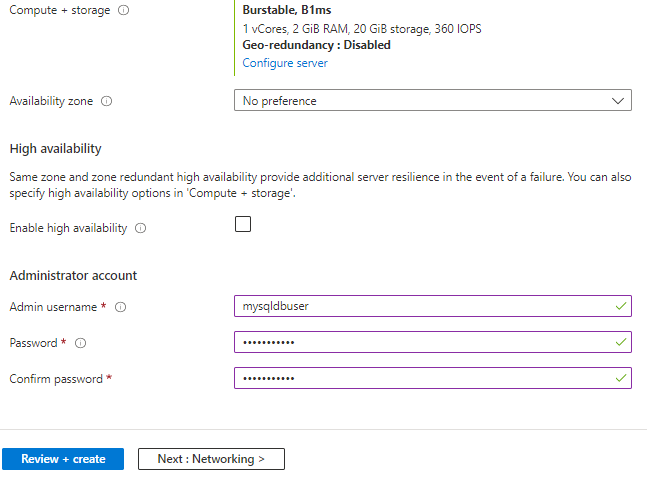 Compute + storage
Burstable, B1ms
1 vCores, 2 GiB RAM, 20 GiB storage, 360 IOPS
Geo-redundancy : Disabled
Configure server
Availability zone
No preference
High availability
Same zone and zone redundant high availability provide additional server resilience in the event of a failure. You can also
specify high availability options in 'Compute + storage'.
Enable high availability
Administrator account
Admin username *
mysqldbuser
Password *
•••••••••••
Confirm password *
•••••••••••
Review + create
Next : Networking >